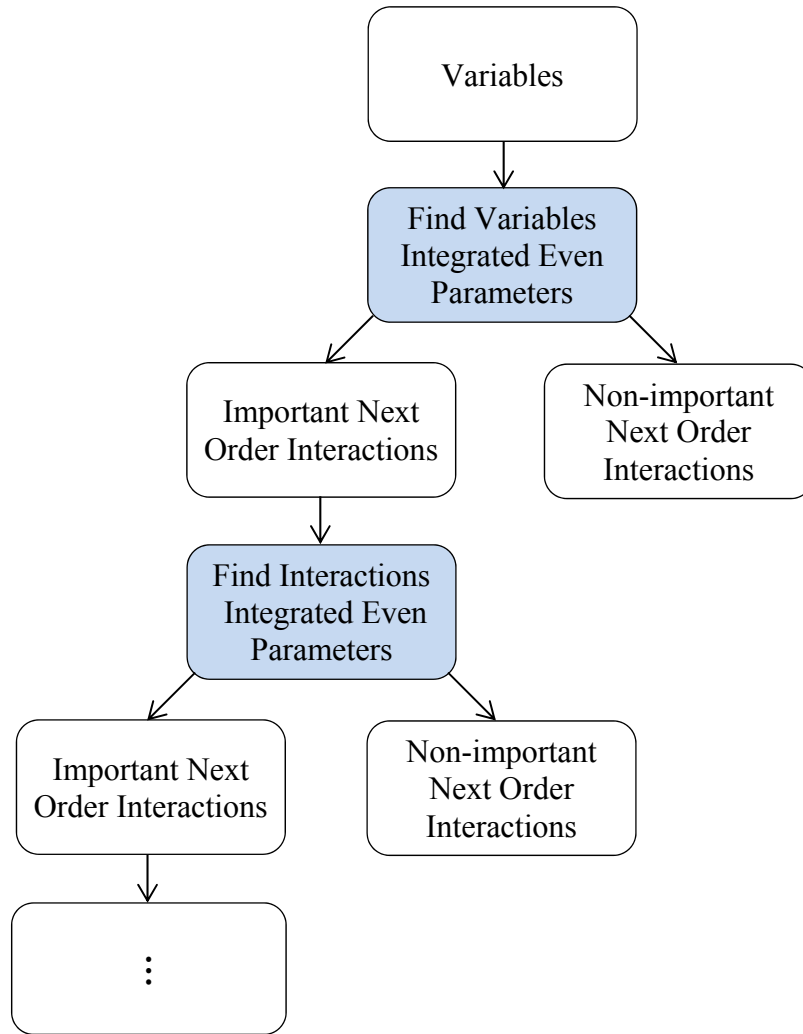 Variables
Find Variables
Integrated Even
Parameters
Important Next
Order Interactions
Non-important
Next Order
Interactions
Find Interactions
Integrated Even
Parameters
Important Next
Order Interactions
Non-important
Next Order
Interactions
⋮